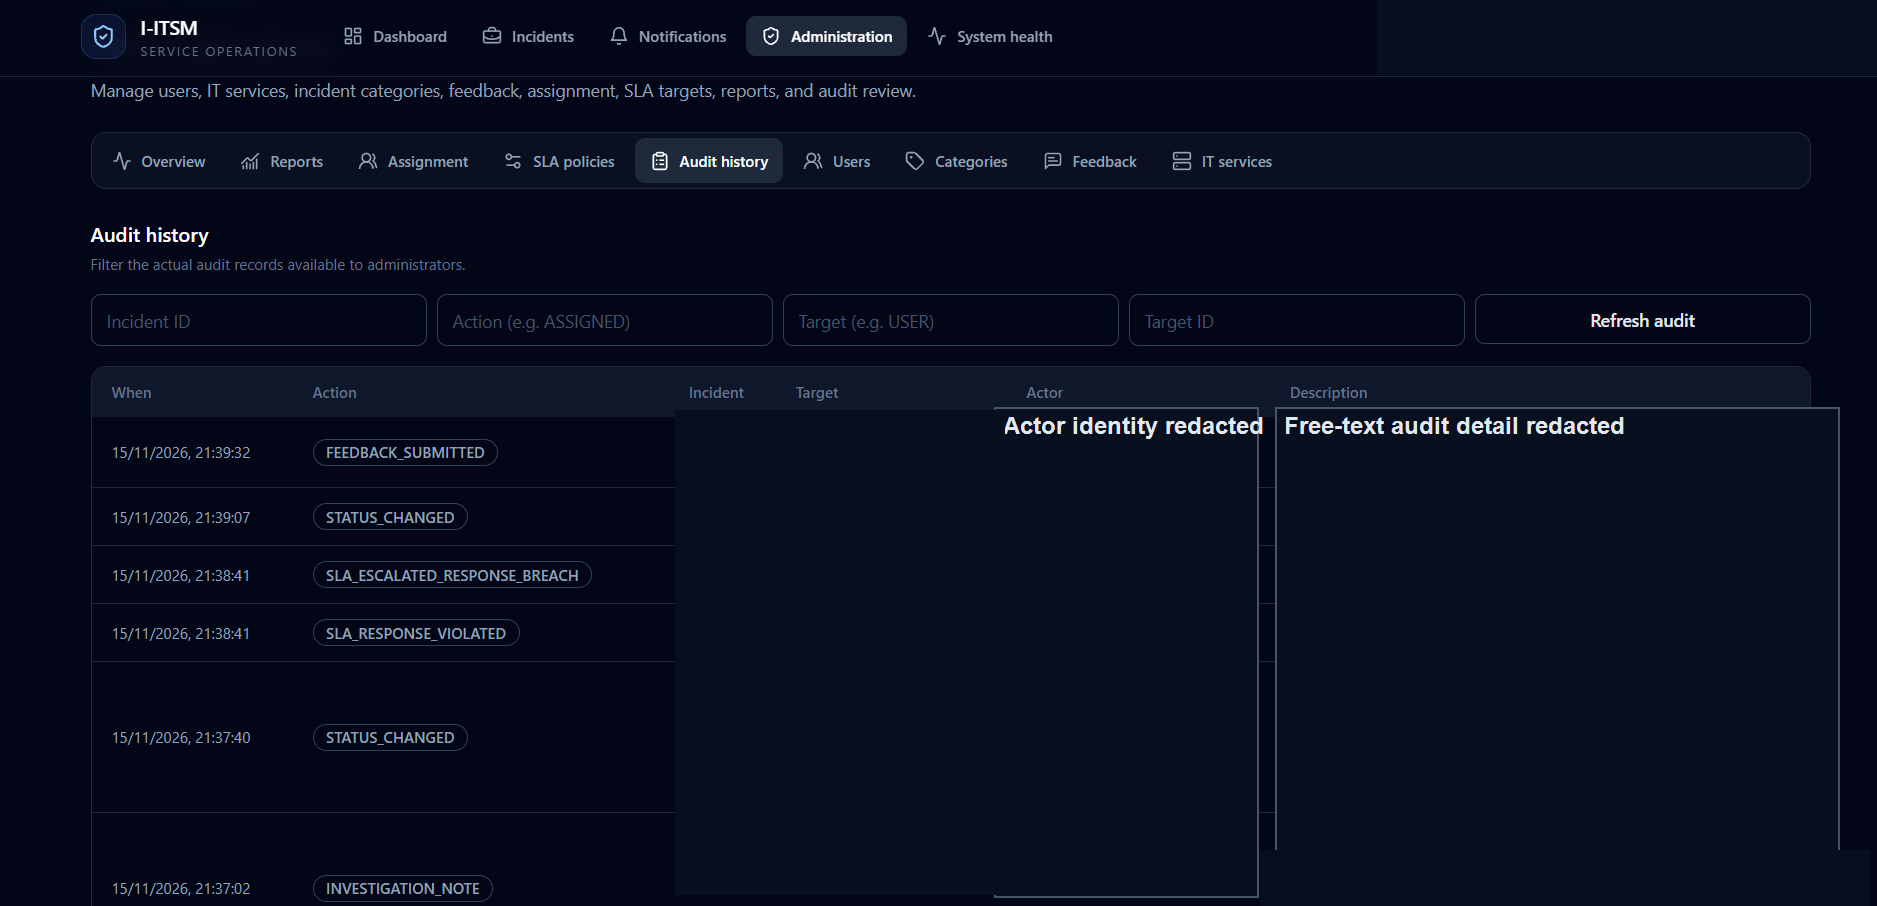 I-ITSM
SERVICE OPERATIONS
Dashboard
Incidents
Notifications
Administration
System health
Manage users, IT services, incident categories, feedback, assignment, SLA targets, reports, and audit review.
Overview
Reports
Assignment
SLA policies
Audit history
Users
Categories
Feedback
IT services
Audit history
Filter the actual audit records available to administrators.
Incident ID
Action (e.g. ASSIGNED)
Target (e.g. USER)
Target ID
Refresh audit
When Action Incident Target Actor Description
Actor identity redacted
Free-text audit detail redacted
15/11/2026, 21:39:32 FEEDBACK_SUBMITTED
15/11/2026, 21:39:07 STATUS_CHANGED
15/11/2026, 21:38:41 SLA_ESCALATED_RESPONSE_BREACH
15/11/2026, 21:38:41 SLA_RESPONSE_VIOLATED
15/11/2026, 21:37:40 STATUS_CHANGED
15/11/2026, 21:37:02 INVESTIGATION_NOTE